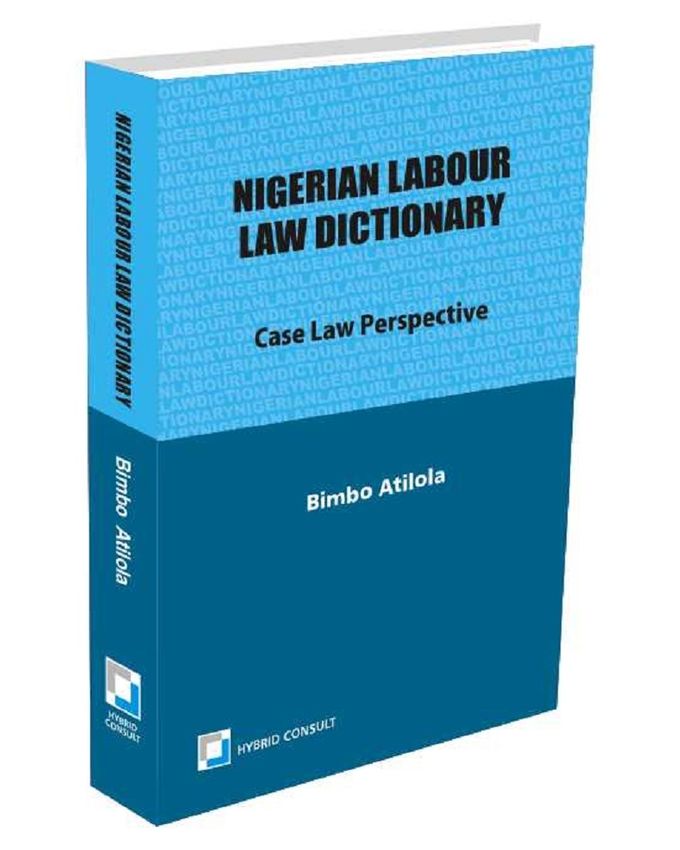 NIGERIAN LABOUR LAW DICTIONARY
Bimbo Atilola
HYBRID
CONSULT
NIGERIAN LABOUR
LAW DICTIONARY
Case Law Perspective
Bimbo Atilola
HYBRID CONSULT